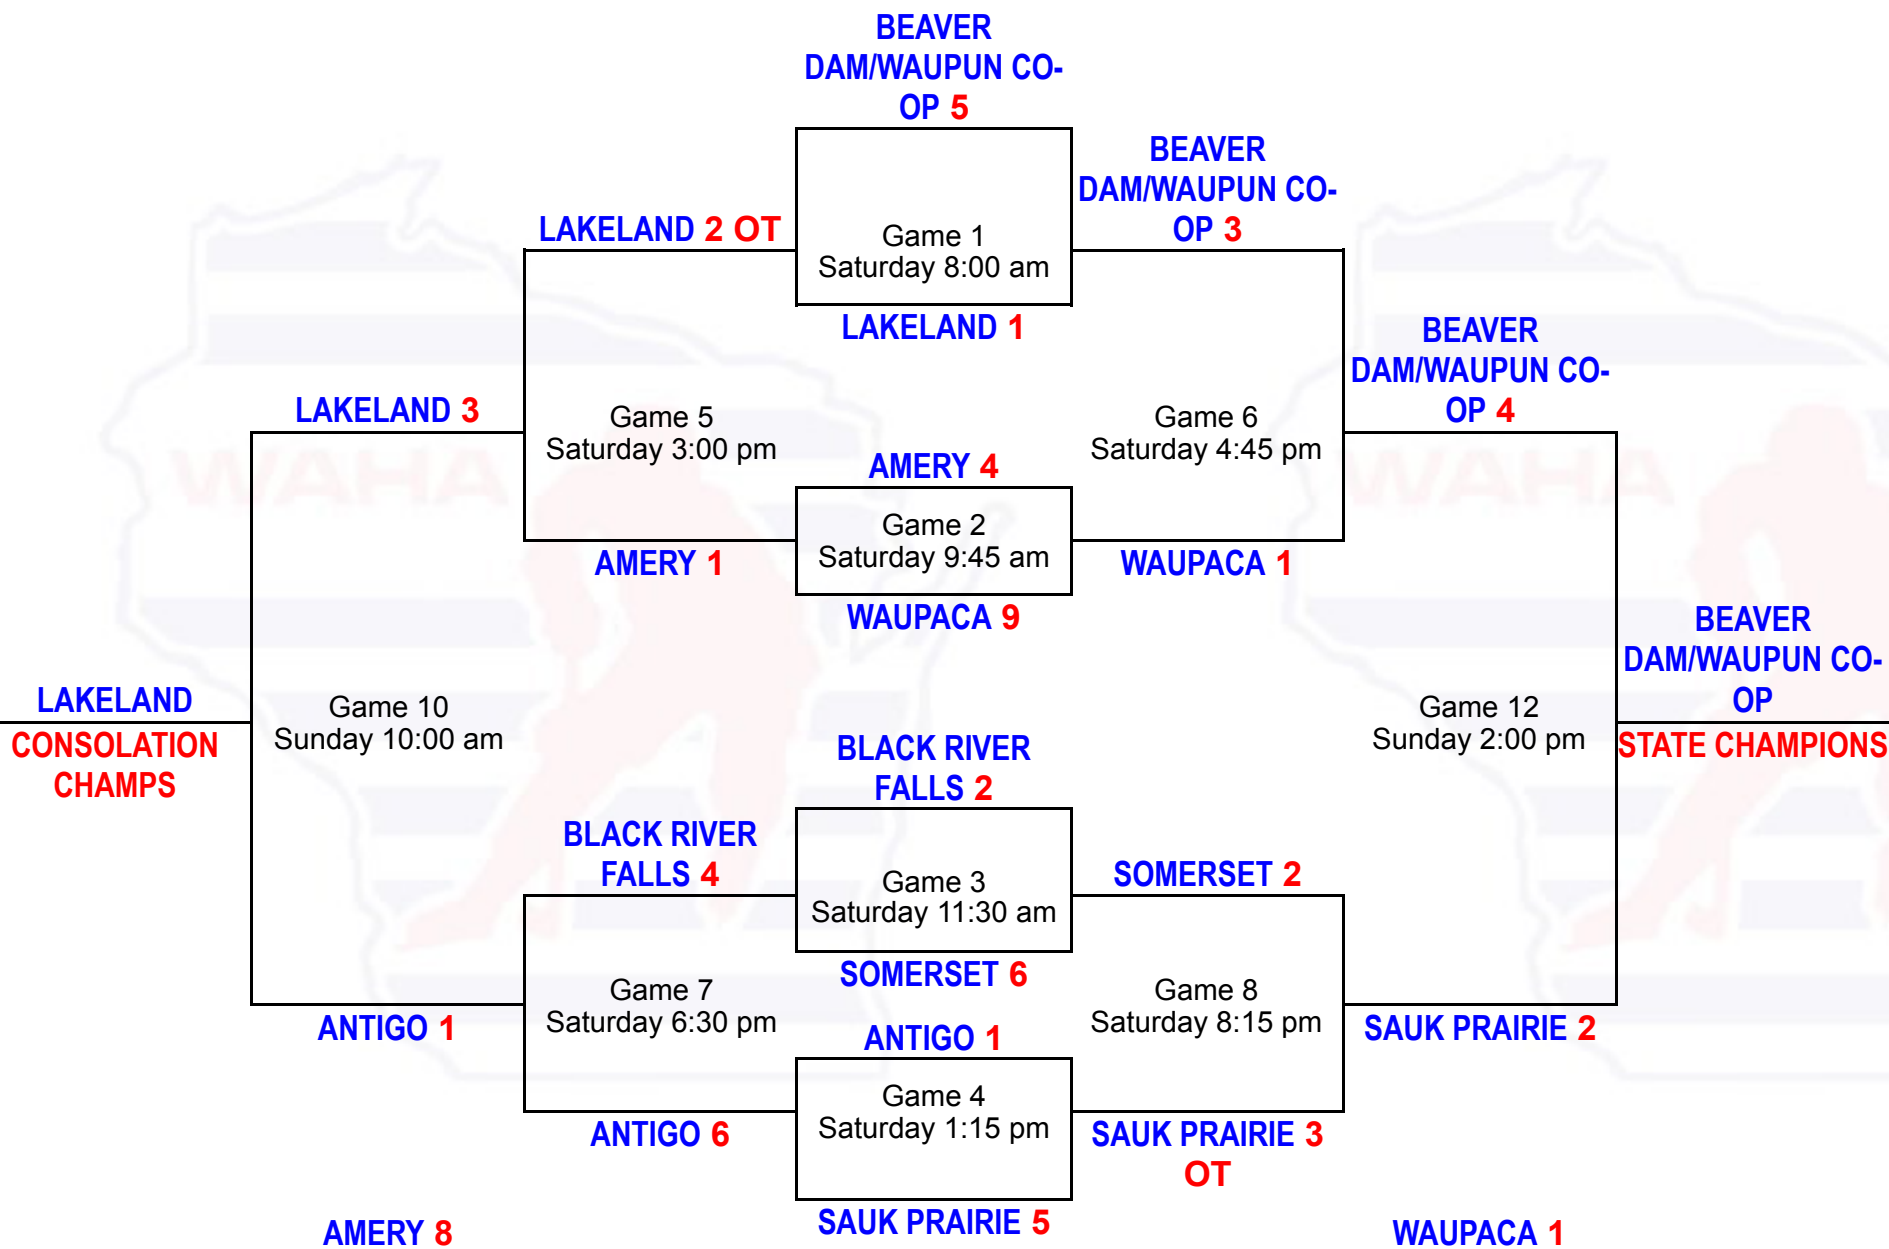 BEAVER
DAM/WAUPUN CO-
OP 5
BEAVER
DAM/WAUPUN CO-
OP 3
LAKELAND 2 OT
Game 1
Saturday 8:00 am
LAKELAND 1
BEAVER
DAM/WAUPUN CO-
OP 4
LAKELAND 3
Game 5
Saturday 3:00 pm
Game 6
Saturday 4:45 pm
WAHA
WAHA
AMERY 4
Game 2
Saturday 9:45 am
AMERY 1
WAUPACA 1
WAUPACA 9
BEAVER
DAM/WAUPUN CO-
OP
LAKELAND
CONSOLATION
CHAMPS
Game 10
Sunday 10:00 am
Game 12
Sunday 2:00 pm
STATE CHAMPIONS
BLACK RIVER
FALLS 2
BLACK RIVER
FALLS 4
Game 3
Saturday 11:30 am
SOMERSET 2
SOMERSET 6
Game 7
Saturday 6:30 pm
Game 8
Saturday 8:15 pm
ANTIGO 1
ANTIGO 1
SAUK PRAIRIE 2
Game 4
Saturday 1:15 pm
ANTIGO 6
SAUK PRAIRIE 3
OT
SAUK PRAIRIE 5
AMERY 8
WAUPACA 1